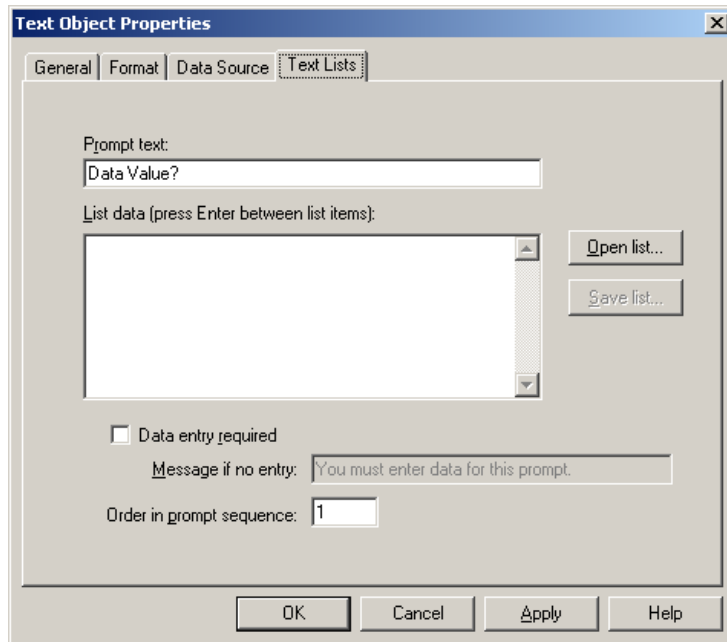 Text Object Properties
General Format Data Source Text Lists
Prompt text:
Data Value?
List data (press Enter between list items):
Open list...
Save list...
Data entry required
Message if no entry: You must enter data for this prompt.
Order in prompt sequence: 1
OK Cancel Apply Help